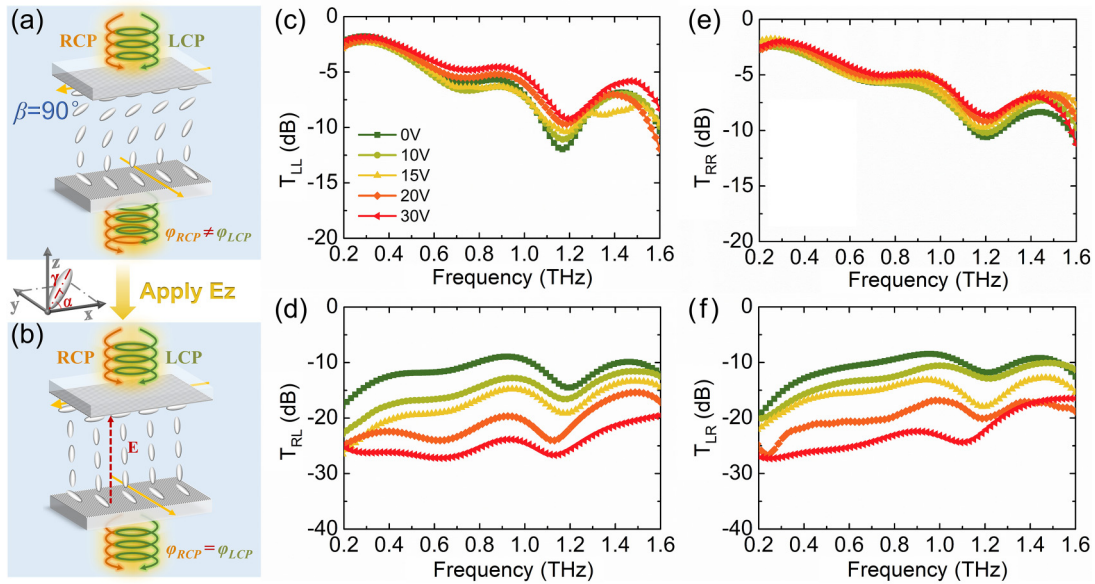 (a)
RCP
LCP
β=90°
φRCP≠φLCP
z
γ
α
y
x
Apply Ez
(b)
RCP
LCP
E
φRCP=φLCP
(c)
0
-5
-10
-15
-20
TLL (dB)
0V
10V
15V
20V
30V
0.2 0.4 0.6 0.8 1.0 1.2 1.4 1.6
Frequency (THz)
(e)
0
-5
-10
-15
-20
TRR (dB)
0.2 0.4 0.6 0.8 1.0 1.2 1.4 1.6
Frequency (THz)
(d)
0
-10
-20
-30
-40
TRL (dB)
0.2 0.4 0.6 0.8 1.0 1.2 1.4 1.6
Frequency (THz)
(f)
0
-10
-20
-30
-40
TLR (dB)
0.2 0.4 0.6 0.8 1.0 1.2 1.4 1.6
Frequency (THz)